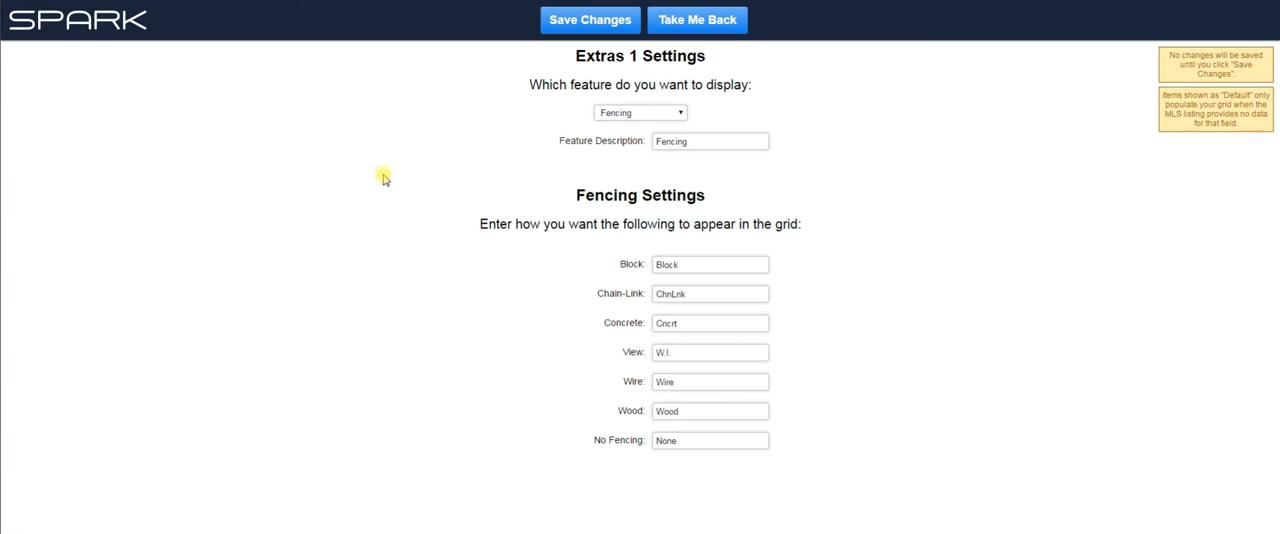 SPARK
Save Changes
Take Me Back
Extras 1 Settings
Which feature do you want to display:
Fencing
Feature Description: Fencing
No changes will be saved
until you click "Save
Changes".
Items shown as "Default" only
populate your grid when the
MLS listing provides no data
for that field.
Fencing Settings
Enter how you want the following to appear in the grid:
Block: Block
Chain-Link: ChnLnk
Concrete: Cncrt
View: W.I.
Wire: Wire
Wood: Wood
No Fencing: None